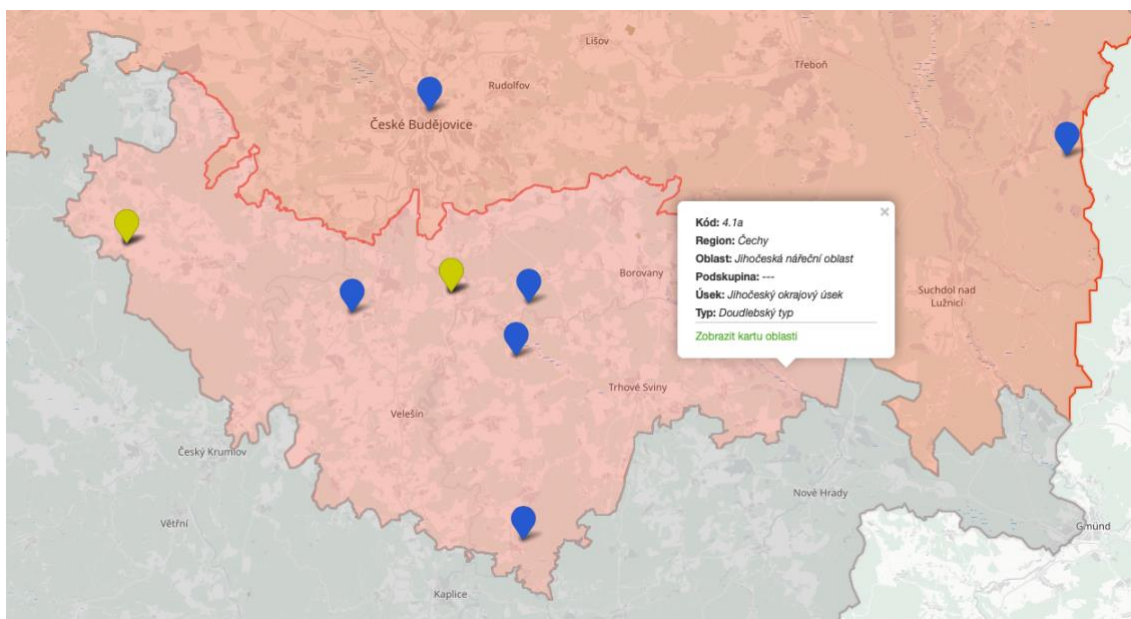 Lišov
Třeboň
Rudolfov
České Budějovice
×
Kód: 4.1a
Region: Čechy
Oblast: Jihočeská nářeční oblast
Podskupina: ---
Úsek: Jihočeský okrajový úsek
Typ: Doudlebský typ
Zobrazit kartu oblasti
Borovany
Suchdol nad
Lužnicí
Trhové Sviny
Velešín
Český Krumlov
Nové Hrady
Větřní
Gmünd
Kaplice